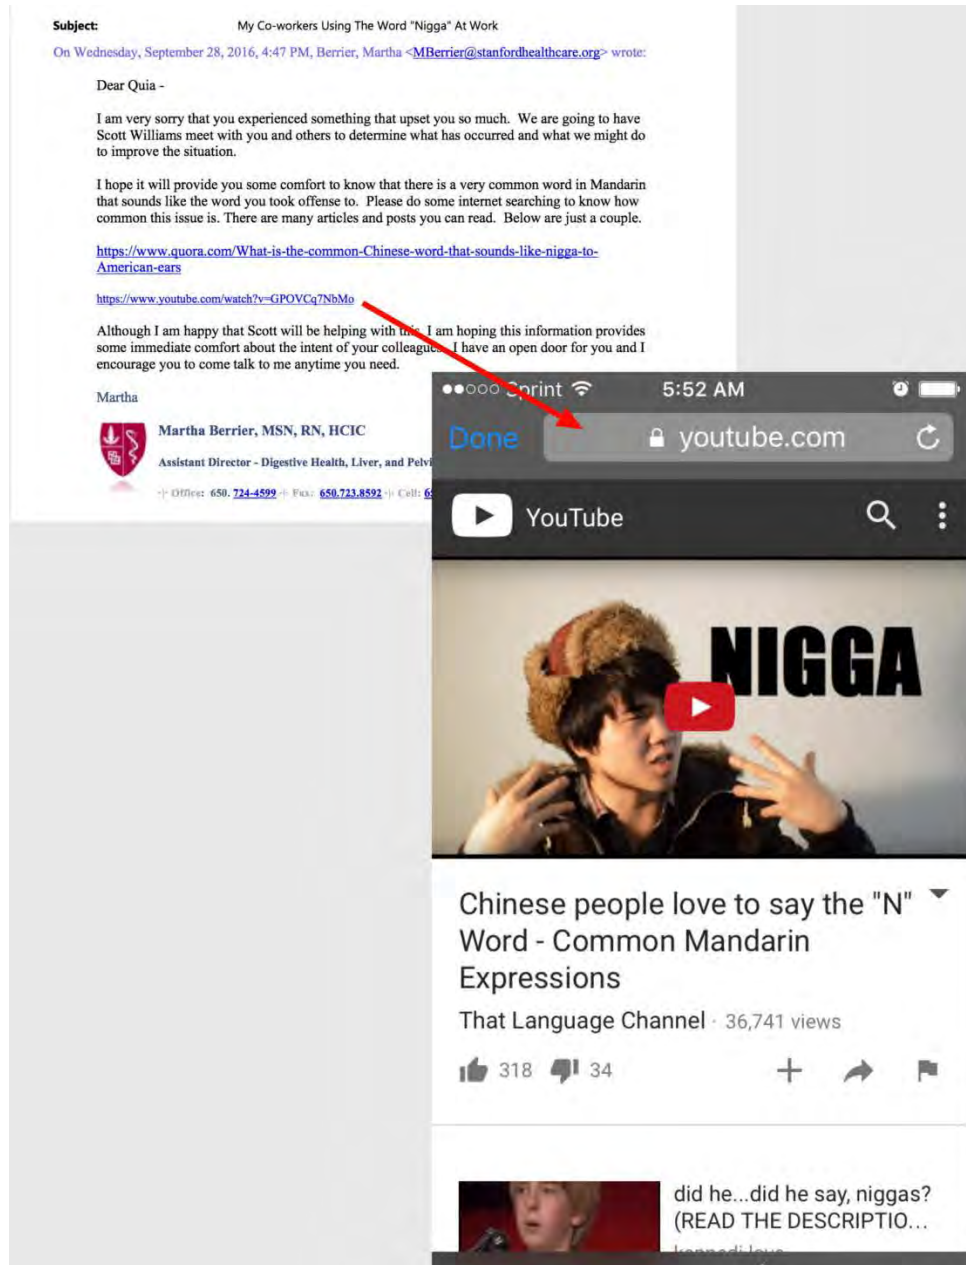 Subject: My Co-workers Using The Word "Nigga" At Work
On Wednesday, September 28, 2016, 4:47 PM, Berrier, Martha <MBerrier@stanfordhealthcare.org> wrote:
Dear Quia -
I am very sorry that you experienced something that upset you so much. We are going to have
Scott Williams meet with you and others to determine what has occurred and what we might do
to improve the situation.
I hope it will provide you some comfort to know that there is a very common word in Mandarin
that sounds like the word you took offense to. Please do some internet searching to know how
common this issue is. There are many articles and posts you can read. Below are just a couple.
https://www.quora.com/What-is-the-common-Chinese-word-that-sounds-like-nigga-to-
American-ears
https://www.youtube.com/watch?v=GPOVCq7NbMo
Although I am happy that Scott will be helping with this, I am hoping this information provides
some immediate comfort about the intent of your colleagues. I have an open door for you and I
encourage you to come talk to me anytime you need.
Martha
Martha Berrier, MSN, RN, HCIC
Assistant Director - Digestive Health, Liver, and
Office: 650. 724-4599 Fax: 650.723.8592 Cell:
Sprint 5:52 AM
Done youtube.com
YouTube
NIGGA
Chinese people love to say the "N"
Word - Common Mandarin
Expressions
That Language Channel · 36,741 views
318 34
did he...did he say, niggas?
(READ THE DESCRIPTIO...